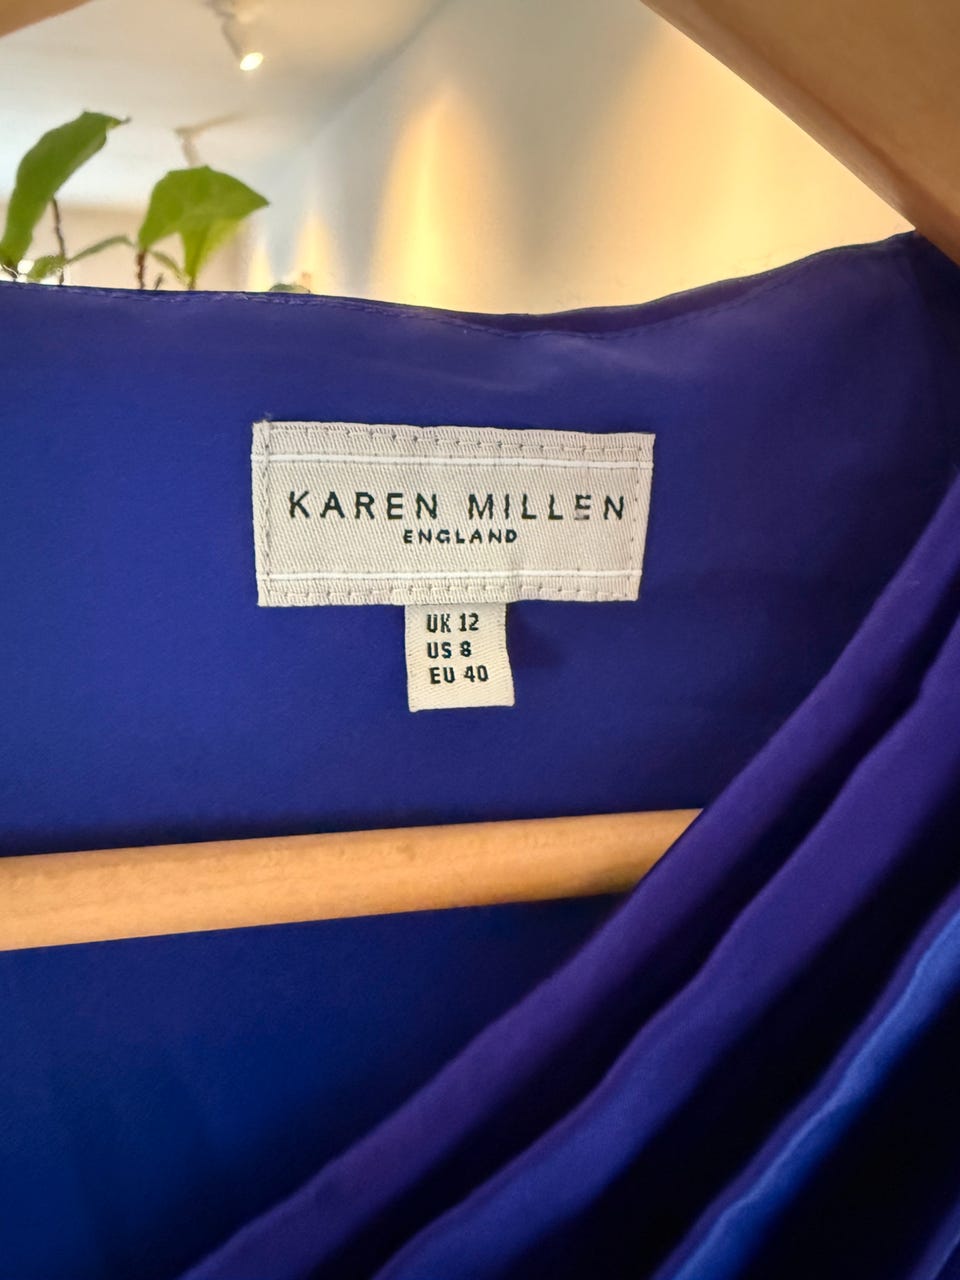 KAREN MILLEN
ENGLAND
UK 12
US 8
EU 40